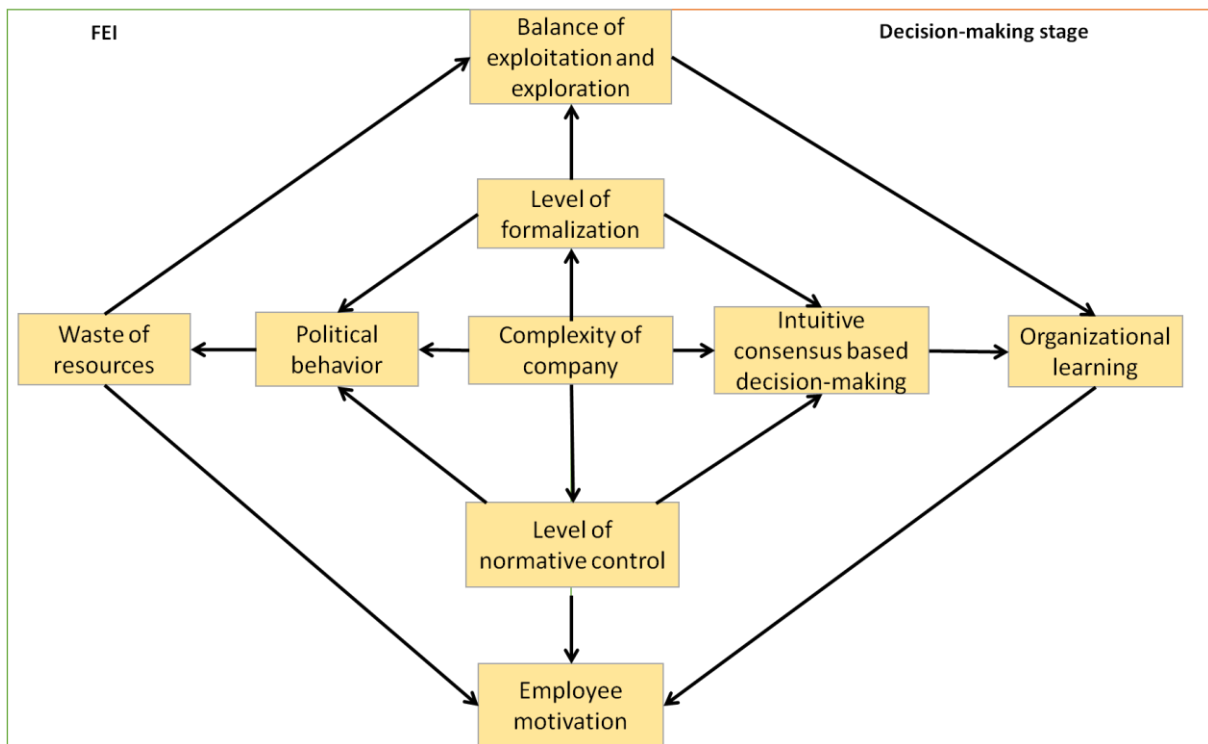 FEI
Decision-making stage
Balance of
exploitation and
exploration
Level of
formalization
Waste of
resources
Political
behavior
Complexity of
company
Intuitive
consensus based
decision-making
Organizational
learning
Level of
normative control
Employee
motivation